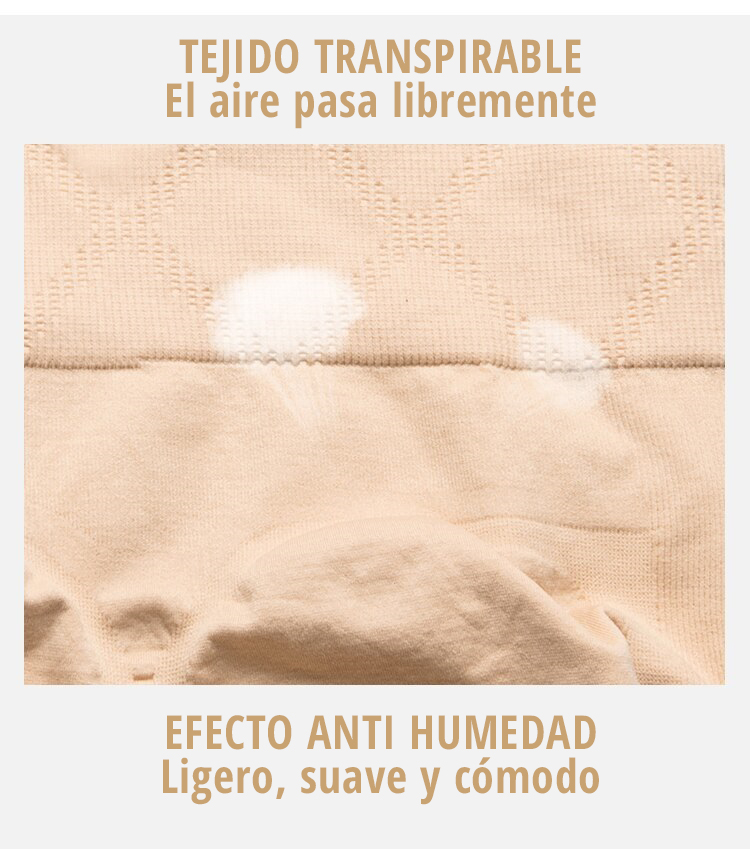 TEJIDO TRANSPIRABLE
El aire pasa libremente
EFECTO ANTI HUMEDAD
Ligero, suave y cómodo